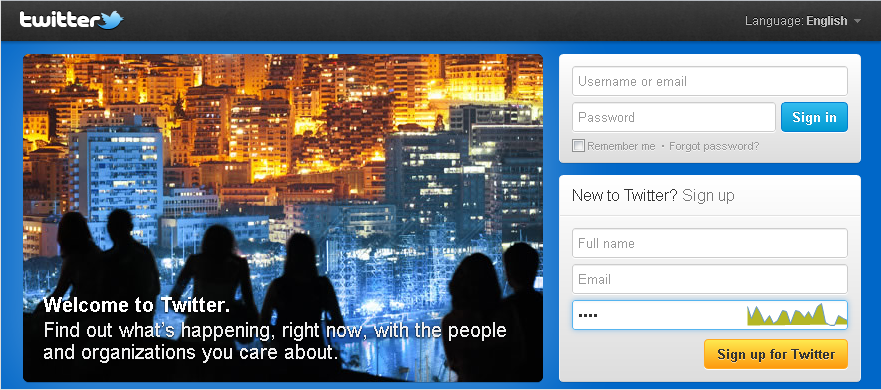 twitter
Language: English
Username or email
Password
Sign in
Remember me · Forgot password?
Welcome to Twitter.
Find out what's happening, right now, with the people
and organizations you care about.
New to Twitter? Sign up
Full name
Email
••••
Sign up for Twitter